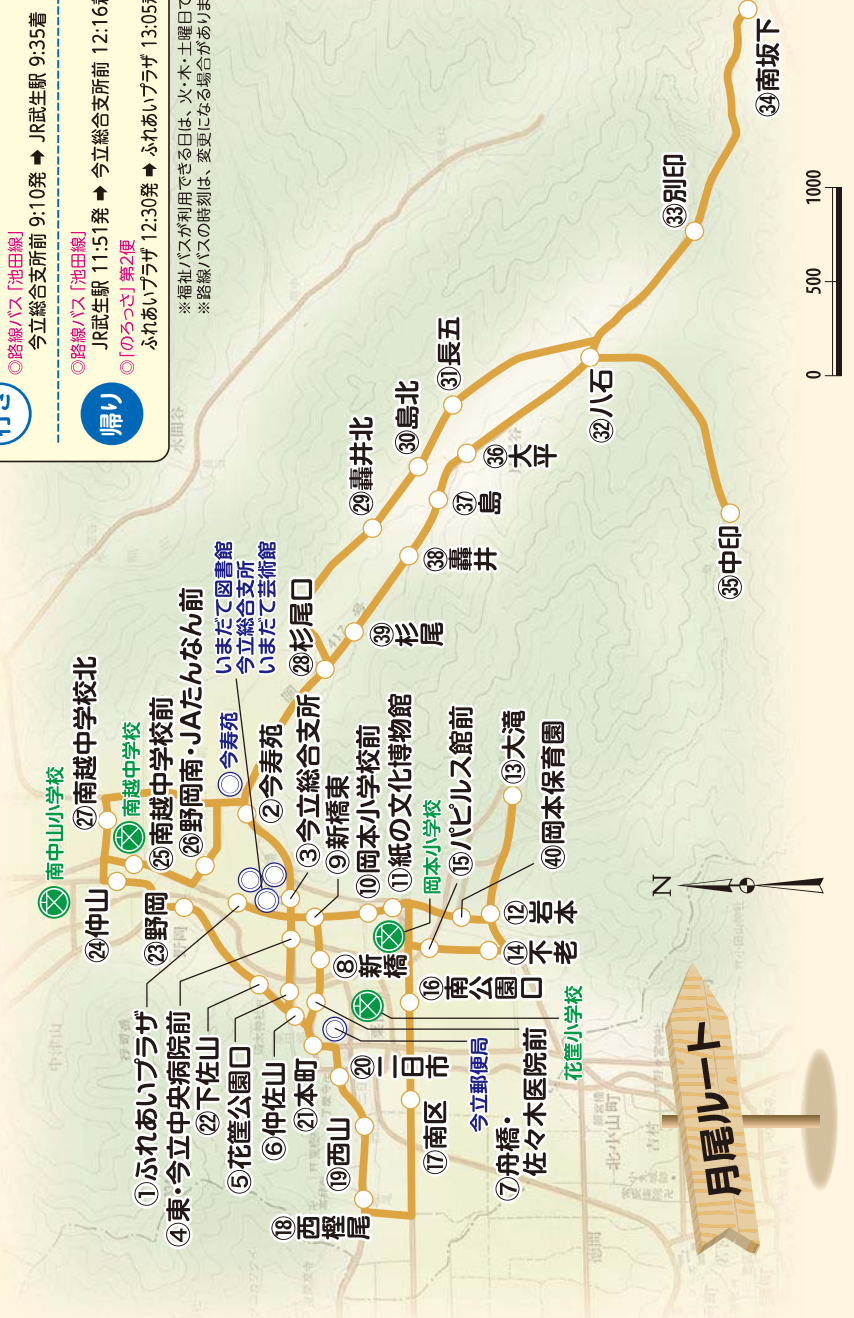 ◎路線バス「池田線」
今立総合支所前 9:10発 ➡ JR武生駅 9:35着
帰り
◎路線バス「池田線」
JR武生駅 11:51発 ➡ 今立総合支所前 12:16
◎「のろっさ」第2便
ふれあいプラザ 12:30発 ➡ ふれあいプラザ 13:05
※福祉バスが利用できる日は、火・木・土曜日で
※路線バスの時刻は、変更になる場合がありま
南中山小学校
㉗南越中学校北
南越中学校
㉔仲山
㉕南越中学校前
㉖野岡南・JAたんなん前
㉓野岡
いまだて図書館
今立総合支所
いまだて芸術館
今寿苑
②今寿苑
③今立総合支所
⑨新橋東
⑩岡本小学校前
⑪紙の文化博物館
岡本小学校
⑮パピルス館前
⑬大滝
㊵岡本保育園
⑫岩本
⑭不老
⑧新橋
⑯南公園口
花筐小学校
①ふれあいプラザ
④東・今立中央病院前
㉒下佐山
⑤花筐公園口
⑥仲佐山
㉑本町
⑳二日市
⑲西山
⑱西樫尾
⑰南区
今立郵便局
⑦舟橋・
佐々木医院前
㉘杉尾口
㉙轟井北
㉚島北
㉛長五
㉜八石
㉝別印
㉞南坂下
㉟中印
㊱大平
㊲島
㊳轟井
㊴杉尾
N
0
500
1000
月尾ルート